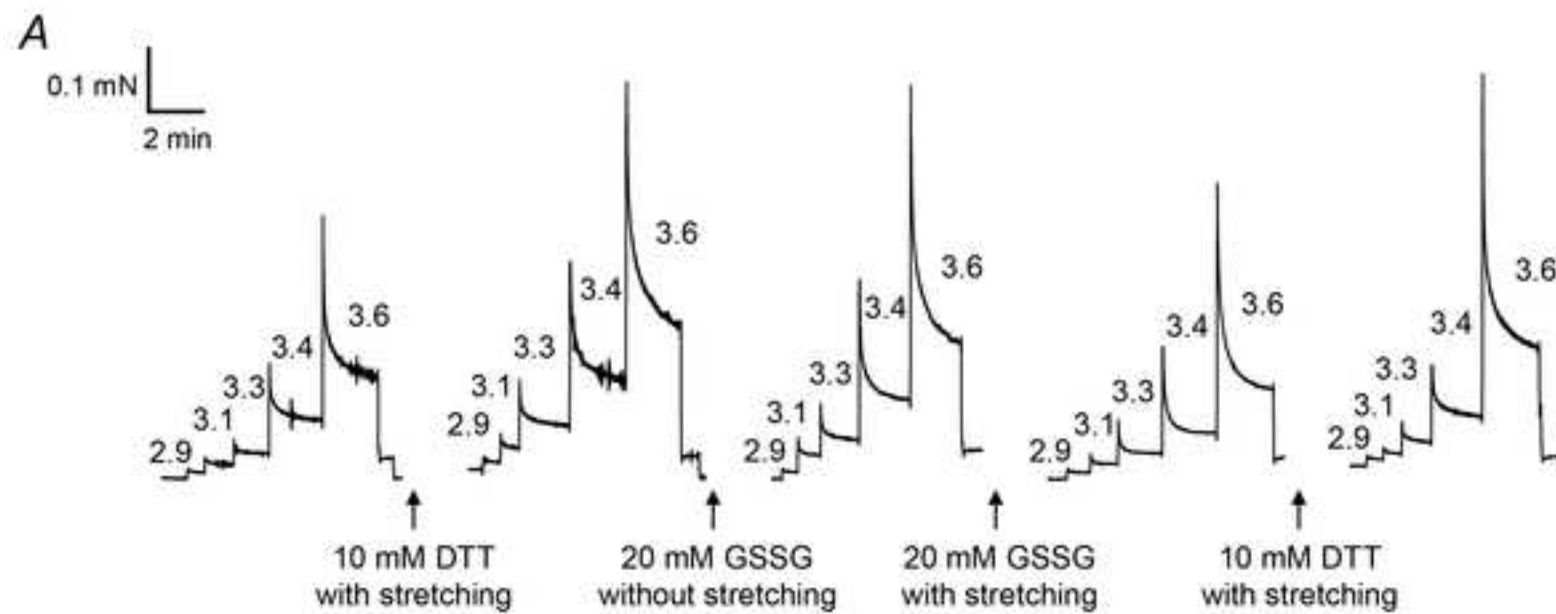 A
0.1 mN
2 min
2.9 3.1 3.3 3.4 3.6
2.9 3.1 3.3 3.4 3.6
2.9 3.1 3.3 3.4 3.6
2.9 3.1 3.3 3.4 3.6
2.9 3.1 3.3 3.4 3.6
10 mM DTT
with stretching
20 mM GSSG
without stretching
20 mM GSSG
with stretching
10 mM DTT
with stretching